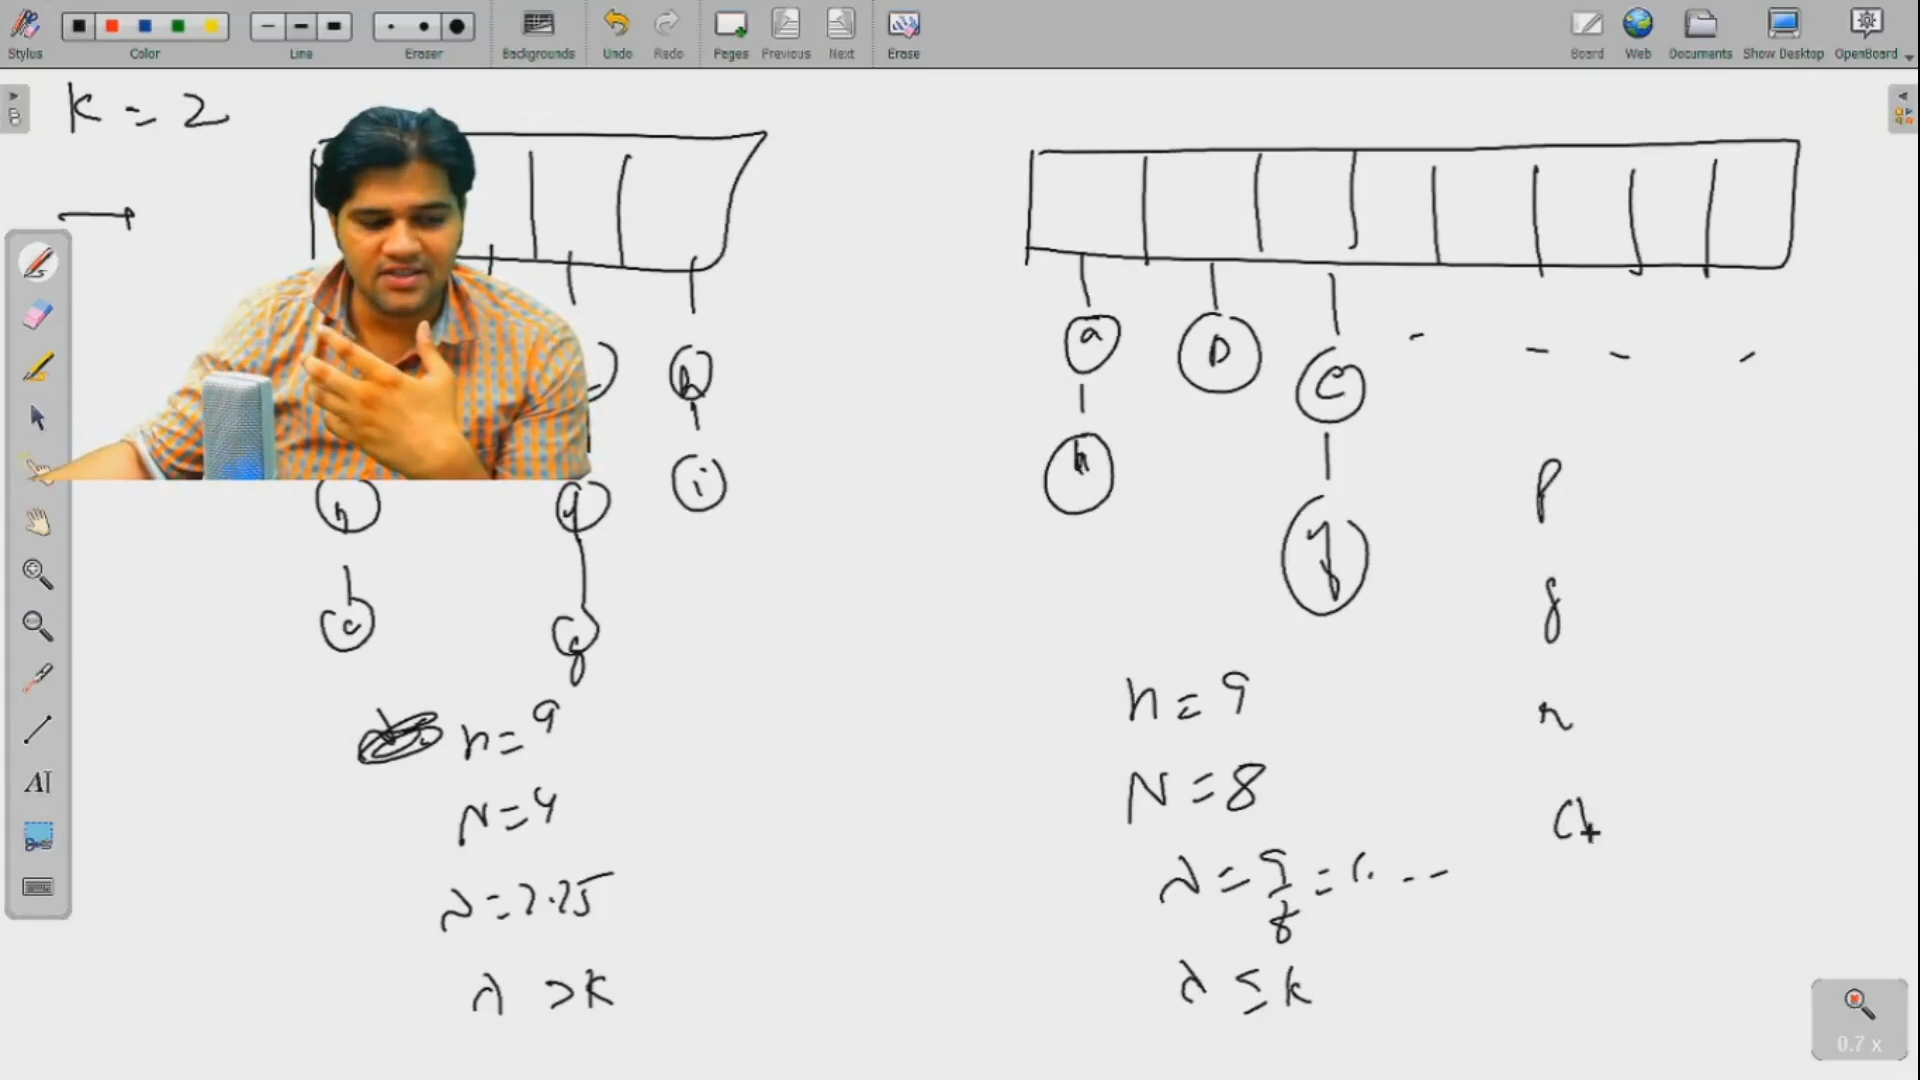 Stylus
Color
Line
Eraser
Backgrounds
Undo
Redo
Pages
Previous
Next
Erase
Board
Web
Documents
Show Desktop
OpenBoard
B
K = 2
a
D
C
h
i
h
c
g
P
n = 9
N = 4
λ = 2.25
λ > K
n = 9
N = 8
λ = 9/8 = 1. . --
λ ≤ k
AI
0.7 x